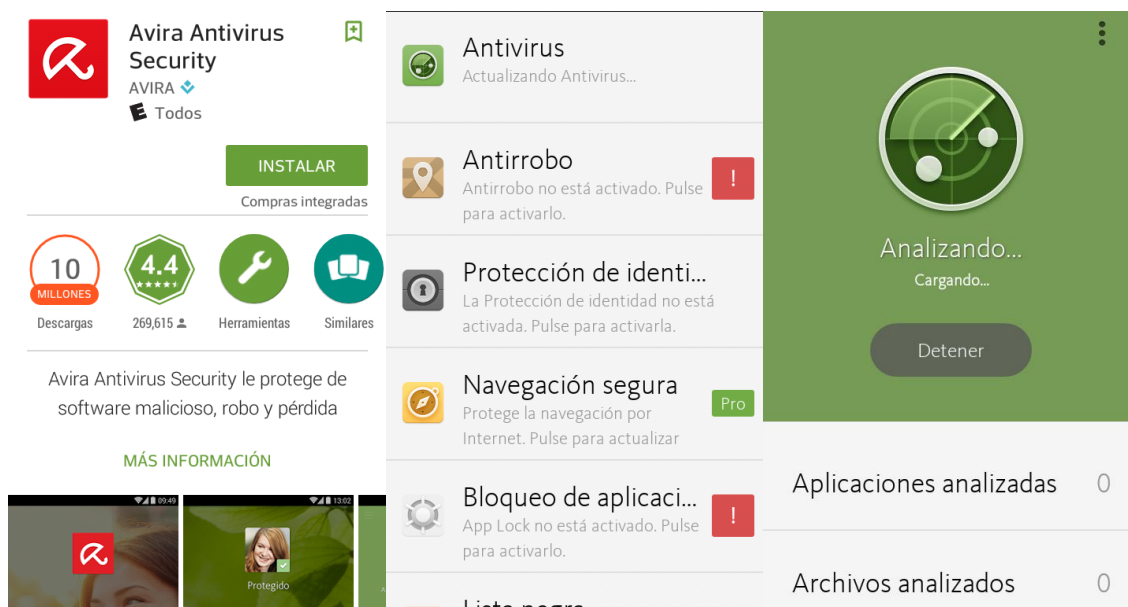 Avira Antivirus
Security
AVIRA
Todos
INSTALAR
Compras integradas
10
MILLONES
Descargas
4.4
269,615
Herramientas
Similares
Avira Antivirus Security le protege de
software malicioso, robo y pérdida
MÁS INFORMACIÓN
09:49
13:02
Protegido
Antivirus
Actualizando Antivirus...
Antirrobo
Antirrobo no está activado. Pulse
para activarlo.
!
Protección de identi...
La Protección de identidad no está
activada. Pulse para activarla.
Navegación segura
Protege la navegación por
Internet. Pulse para actualizar
Pro
Bloqueo de aplicaci...
App Lock no está activado. Pulse
para activarlo.
!
Analizando...
Cargando...
Detener
Aplicaciones analizadas 0
Archivos analizados 0